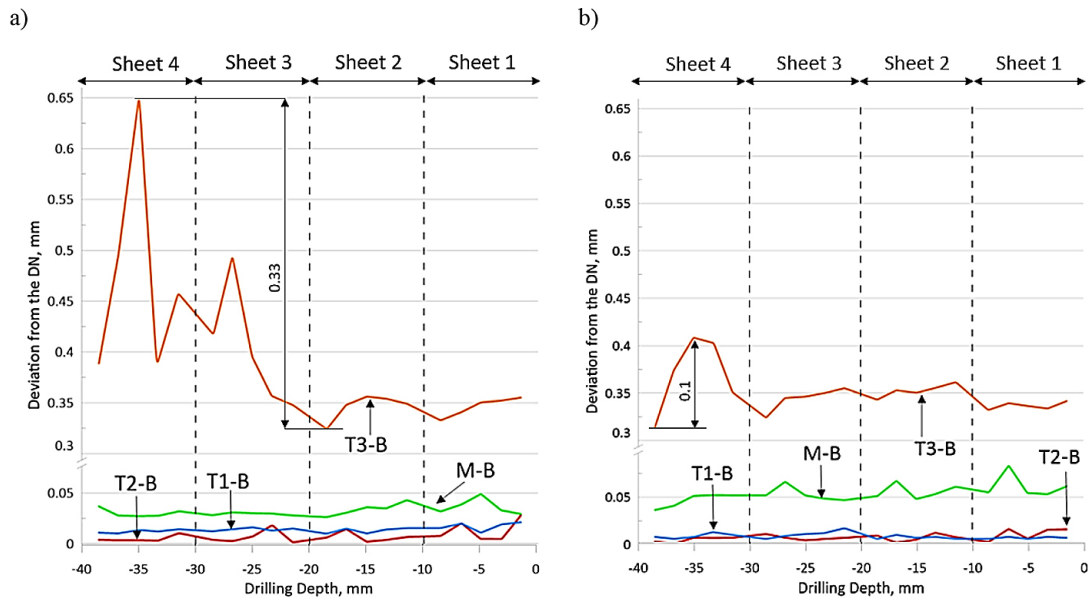 a)
Sheet 4 Sheet 3 Sheet 2 Sheet 1
Deviation from the DN, mm
0.65
0.6
0.55
0.5
0.45
0.4
0.35
0.3
0.05
0
0.33
T3-B
T2-B
T1-B
M-B
-40 -35 -30 -25 -20 -15 -10 -5 0
Drilling Depth, mm
b)
Sheet 4 Sheet 3 Sheet 2 Sheet 1
Deviation from the DN, mm
0.65
0.6
0.55
0.5
0.45
0.4
0.35
0.3
0.05
0
0.1
T3-B
T1-B
M-B
T2-B
-40 -35 -30 -25 -20 -15 -10 -5 0
Drilling Depth, mm